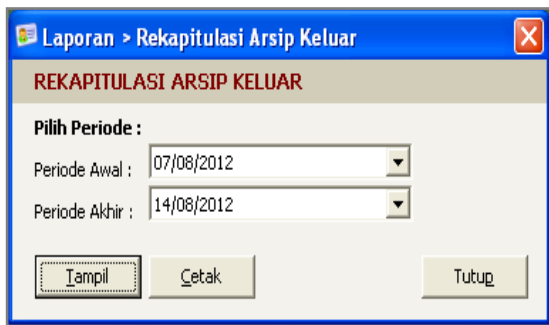 Laporan > Rekapitulasi Arsip Keluar
REKAPITULASI ARSIP KELUAR
Pilih Periode :
Periode Awal : 07/08/2012
Periode Akhir : 14/08/2012
Tampil Cetak Tutup